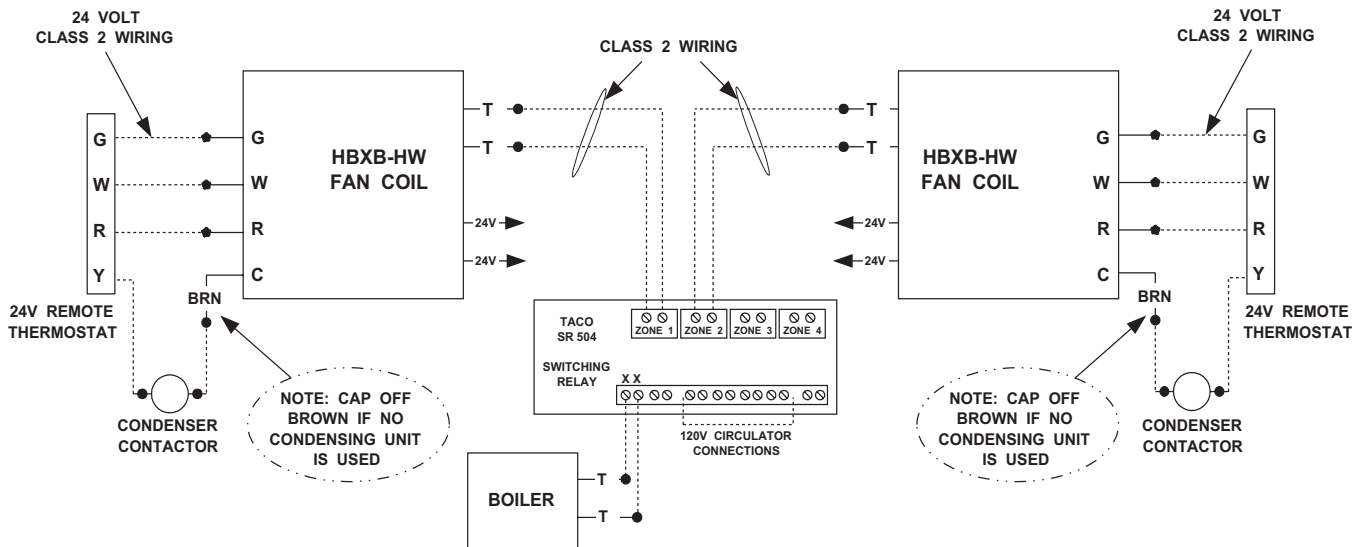 24 VOLT
CLASS 2 WIRING
CLASS 2 WIRING
24 VOLT
CLASS 2 WIRING
G
W
R
Y
24V REMOTE
THERMOSTAT
G
W
R
C
HBXB-HW
FAN COIL
T
T
24V
24V
BRN
CONDENSER
CONTACTOR
NOTE: CAP OFF
BROWN IF NO
CONDENSING UNIT
IS USED
T
T
24V
24V
HBXB-HW
FAN COIL
G
W
R
C
BRN
G
W
R
Y
24V REMOTE
THERMOSTAT
NOTE: CAP OFF
BROWN IF NO
CONDENSING UNIT
IS USED
CONDENSER
CONTACTOR
TACO
SR 504
ZONE 1
ZONE 2
ZONE 3
ZONE 4
SWITCHING
RELAY
X X
120V CIRCULATOR
CONNECTIONS
BOILER
T
T